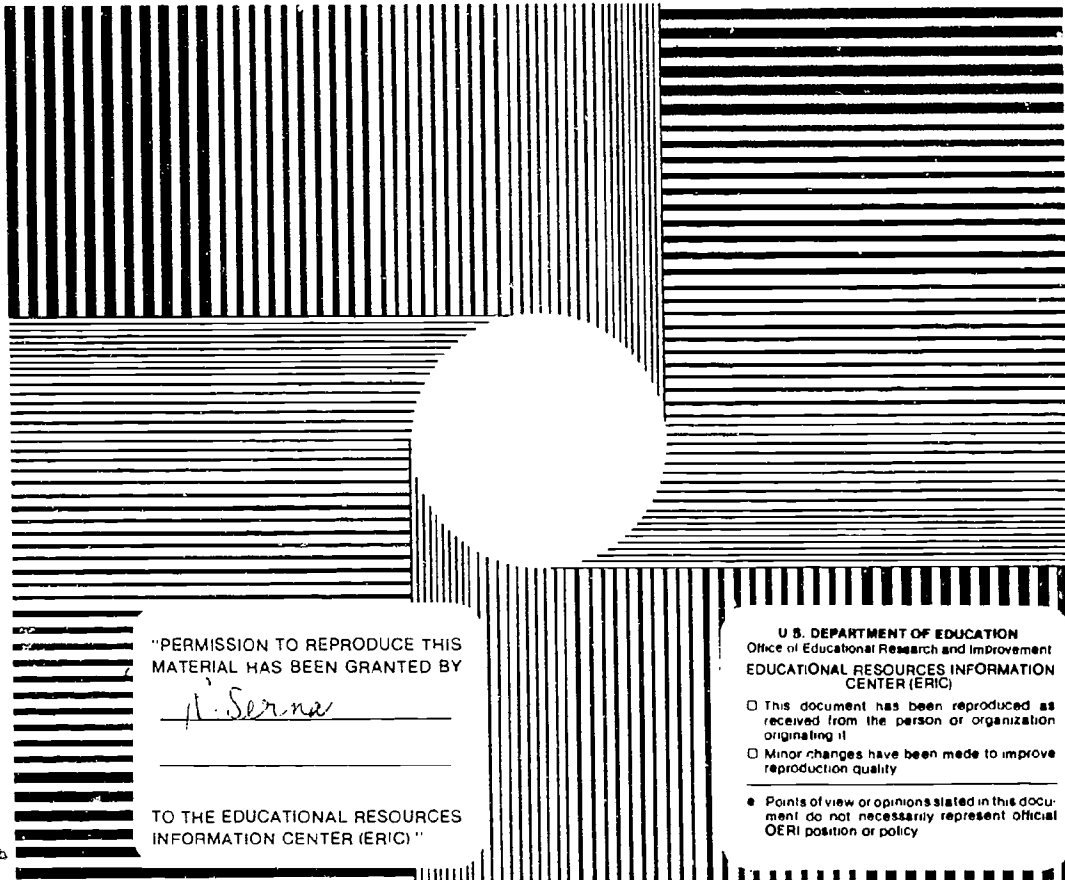 "PERMISSION TO REPRODUCE THIS
MATERIAL HAS BEEN GRANTED BY
Serna
TO THE EDUCATIONAL RESOURCES
INFORMATION CENTER (ERIC)"
U S. DEPARTMENT OF EDUCATION
Office of Educational Research and Improvement
EDUCATIONAL RESOURCES INFORMATION
CENTER (ERIC)
□ This document has been reproduced as
received from the person or organization
originating it
□ Minor changes have been made to improve
reproduction quality
● Points of view or opinions stated in this docu-
ment do not necessarily represent official
OERI position or policy